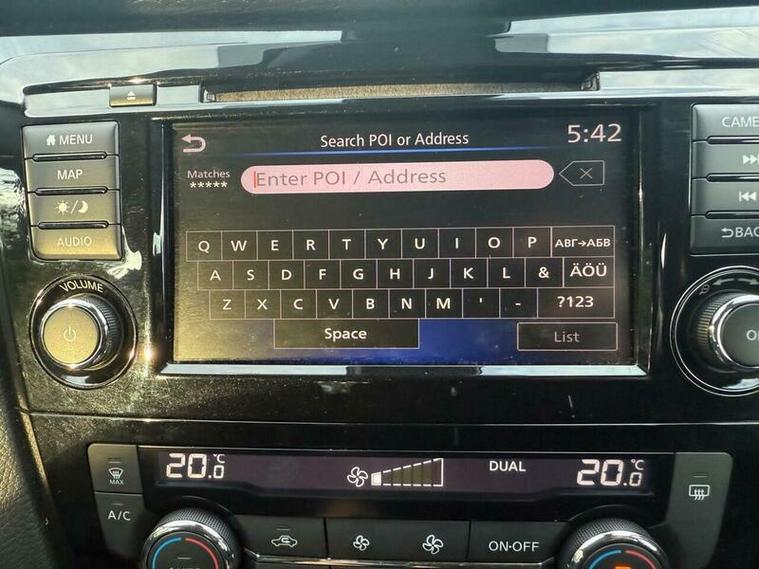 MENU
MAP
AUDIO
VOLUME
Search POI or Address
5:42
Matches
*****
Enter POI / Address
Q W E R T Y U I O P АБГ→АБВ
A S D F G H J K L & ÄÖÜ
Z X C V B N M ' - ?123
Space
List
CAME
BAC
20.0°C
DUAL
20.0°C
MAX
A/C
ON·OFF